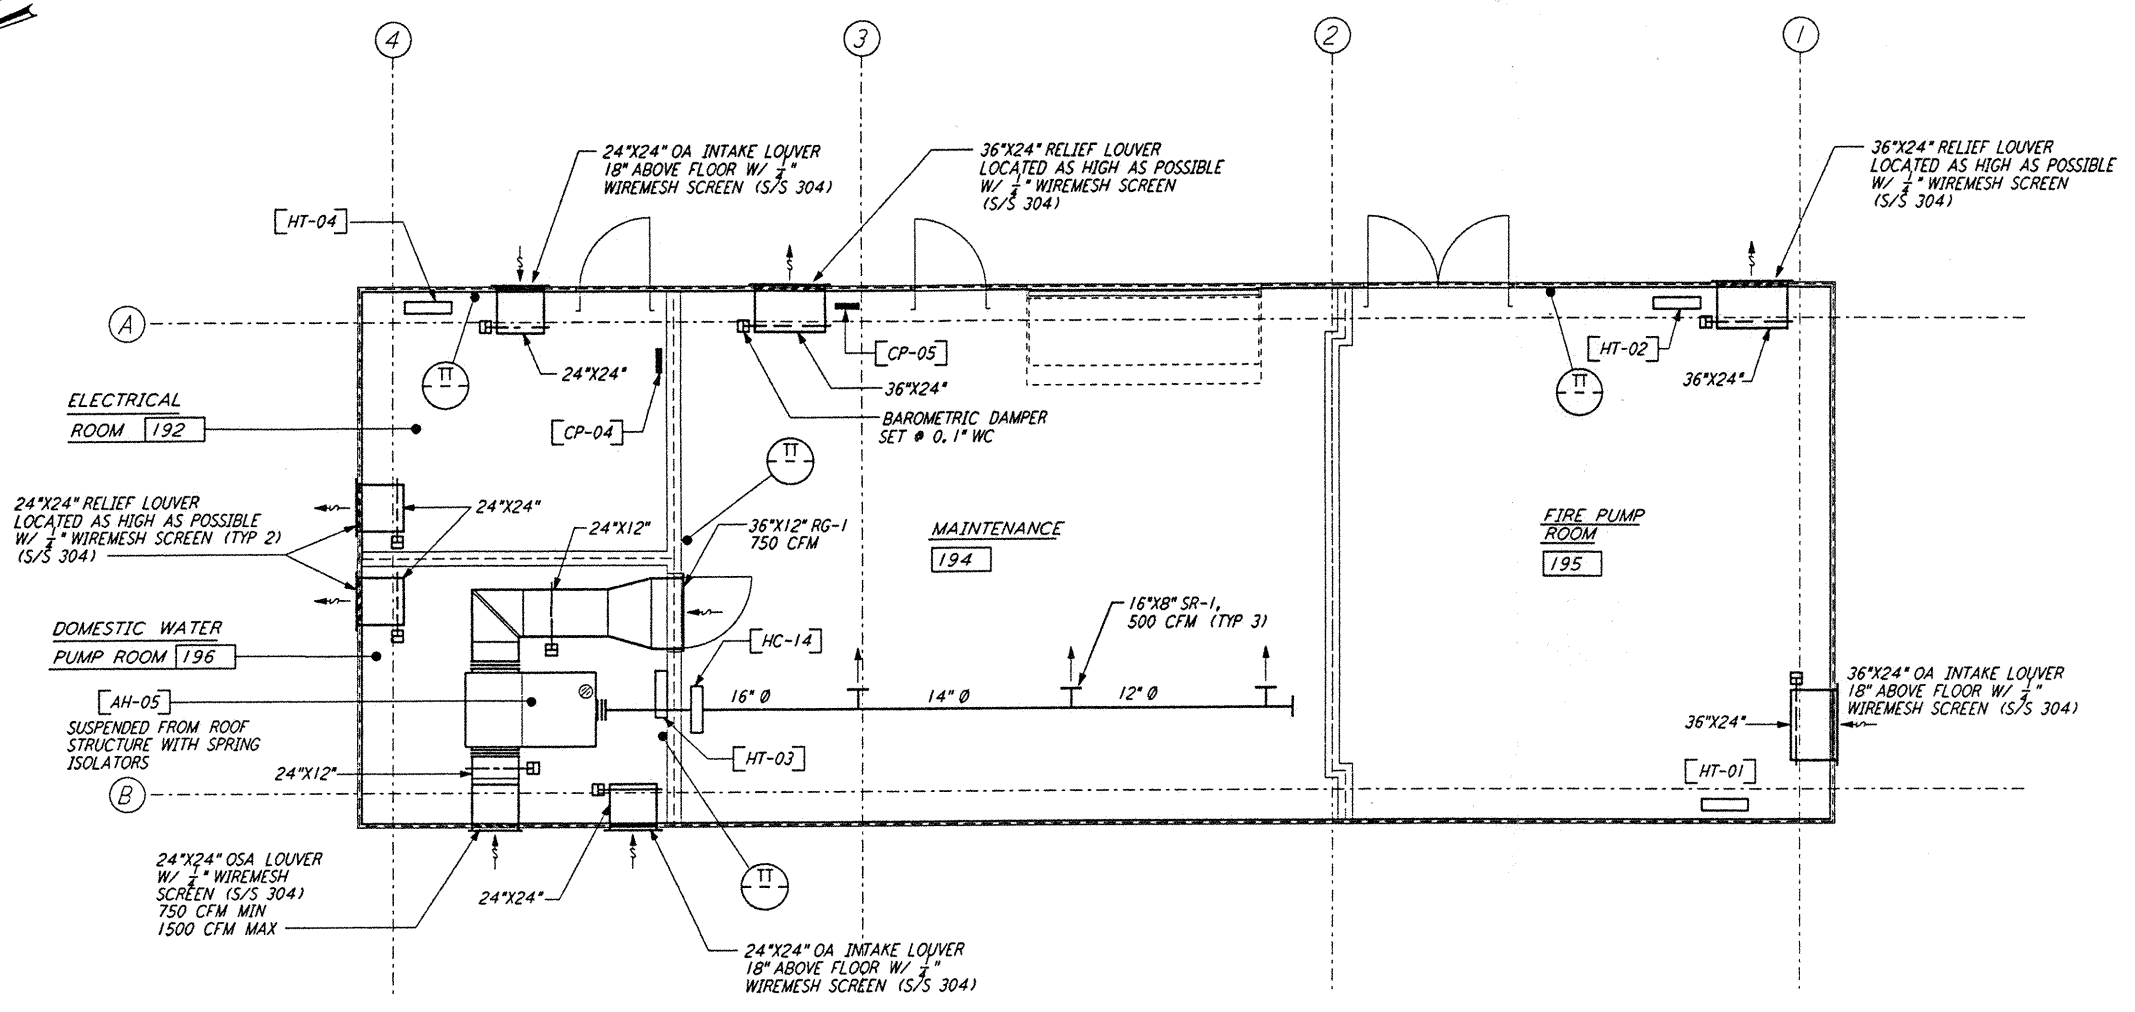 4
3
2
1
24"X24" OA INTAKE LOUVER
18" ABOVE FLOOR W/ 1/4"
WIREMESH SCREEN (S/S 304)
36"X24" RELIEF LOUVER
LOCATED AS HIGH AS POSSIBLE
W/ 1/4" WIREMESH SCREEN
(S/S 304)
36"X24" RELIEF LOUVER
LOCATED AS HIGH AS POSSIBLE
W/ 1/4" WIREMESH SCREEN
(S/S 304)
HT-04
S
S
S
A
24"X24"
TT
CP-05
36"X24"
HT-02
36"X24"
TT
ELECTRICAL
ROOM 192
CP-04
BAROMETRIC DAMPER
SET @ 0.1" WC
TT
24"X24" RELIEF LOUVER
LOCATED AS HIGH AS POSSIBLE
W/ 1/4" WIREMESH SCREEN (TYP 2)
(S/S 304)
S
24"X24"
24"X12"
36"X12" RG-1
750 CFM
MAINTENANCE
194
FIRE PUMP
ROOM
195
S
S
DOMESTIC WATER
PUMP ROOM 196
HC-14
16"X8" SR-1,
500 CFM (TYP 3)
AH-05
SUSPENDED FROM ROOF
STRUCTURE WITH SPRING
ISOLATORS
16" Ø
14" Ø
12" Ø
36"X24" OA INTAKE LOUVER
18" ABOVE FLOOR W/ 1/4"
WIREMESH SCREEN (S/S 304)
36"X24"
S
HT-03
HT-01
24"X12"
B
24"X24" OSA LOUVER
W/ 1/4" WIREMESH
SCREEN (S/S 304)
750 CFM MIN
1500 CFM MAX
S
S
24"X24"
TT
24"X24" OA INTAKE LOUVER
18" ABOVE FLOOR W/ 1/4"
WIREMESH SCREEN (S/S 304)